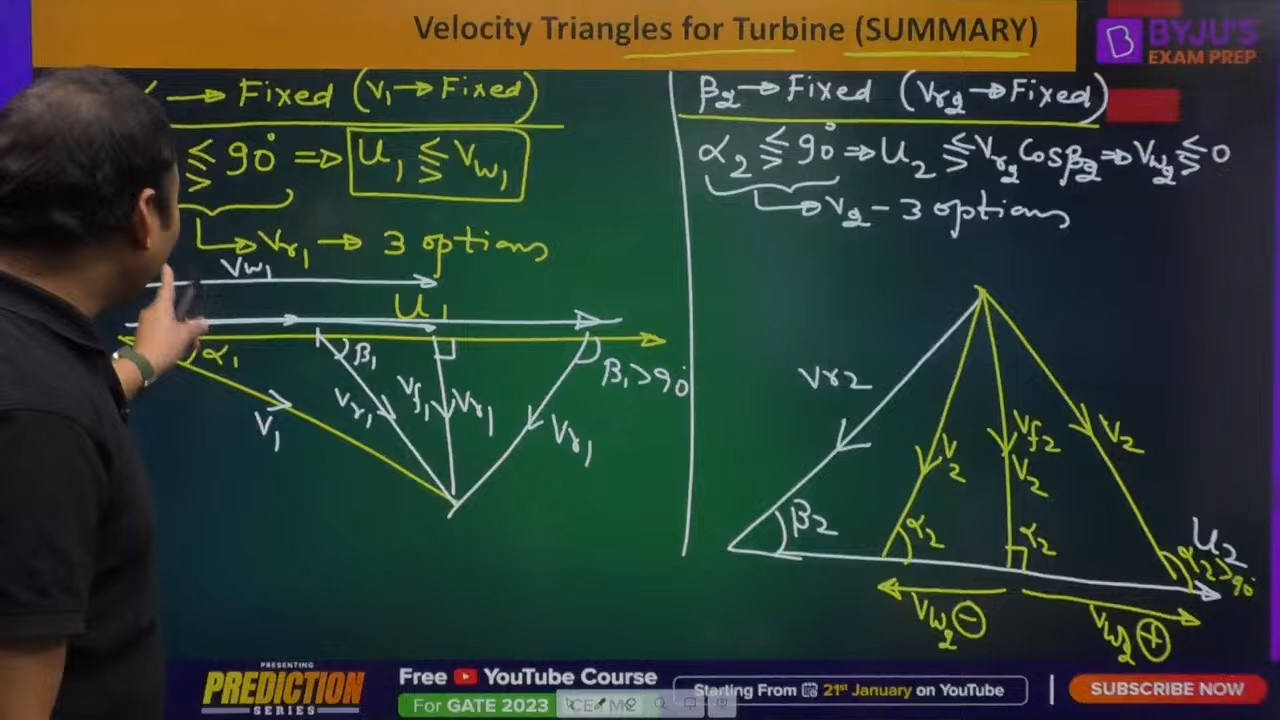 Velocity Triangles for Turbine (SUMMARY)
BYJU'S
EXAM PREP
→ Fixed (V₁→ Fixed)
⪋ 90° ⇒ U₁ ⪋ Vw₁
↳ Vr₁ → 3 options
Vw₁
U₁
α₁
β₁
β₁ > 90°
V₁
Vr₁
Vf₁
Vr₁
Vr₁
β₂ → Fixed (Vr₂ → Fixed)
α₂ ⪋ 90° ⇒ U₂ ⪋ Vr₂ Cosβ₂ ⇒ Vw₂ ⪋ 0
↳ V₂ – 3 options
Vr₂
V₂
Vf₂
V₂
V₂
β₂
α₂
α₂
U₂
α₂ > 90°
Vw₂ ⊖
Vw₂ ⊕
PRESENTING
PREDICTION
SERIES
Free YouTube Course
For GATE 2023 CE ME
Starting From 21st January on YouTube
SUBSCRIBE NOW